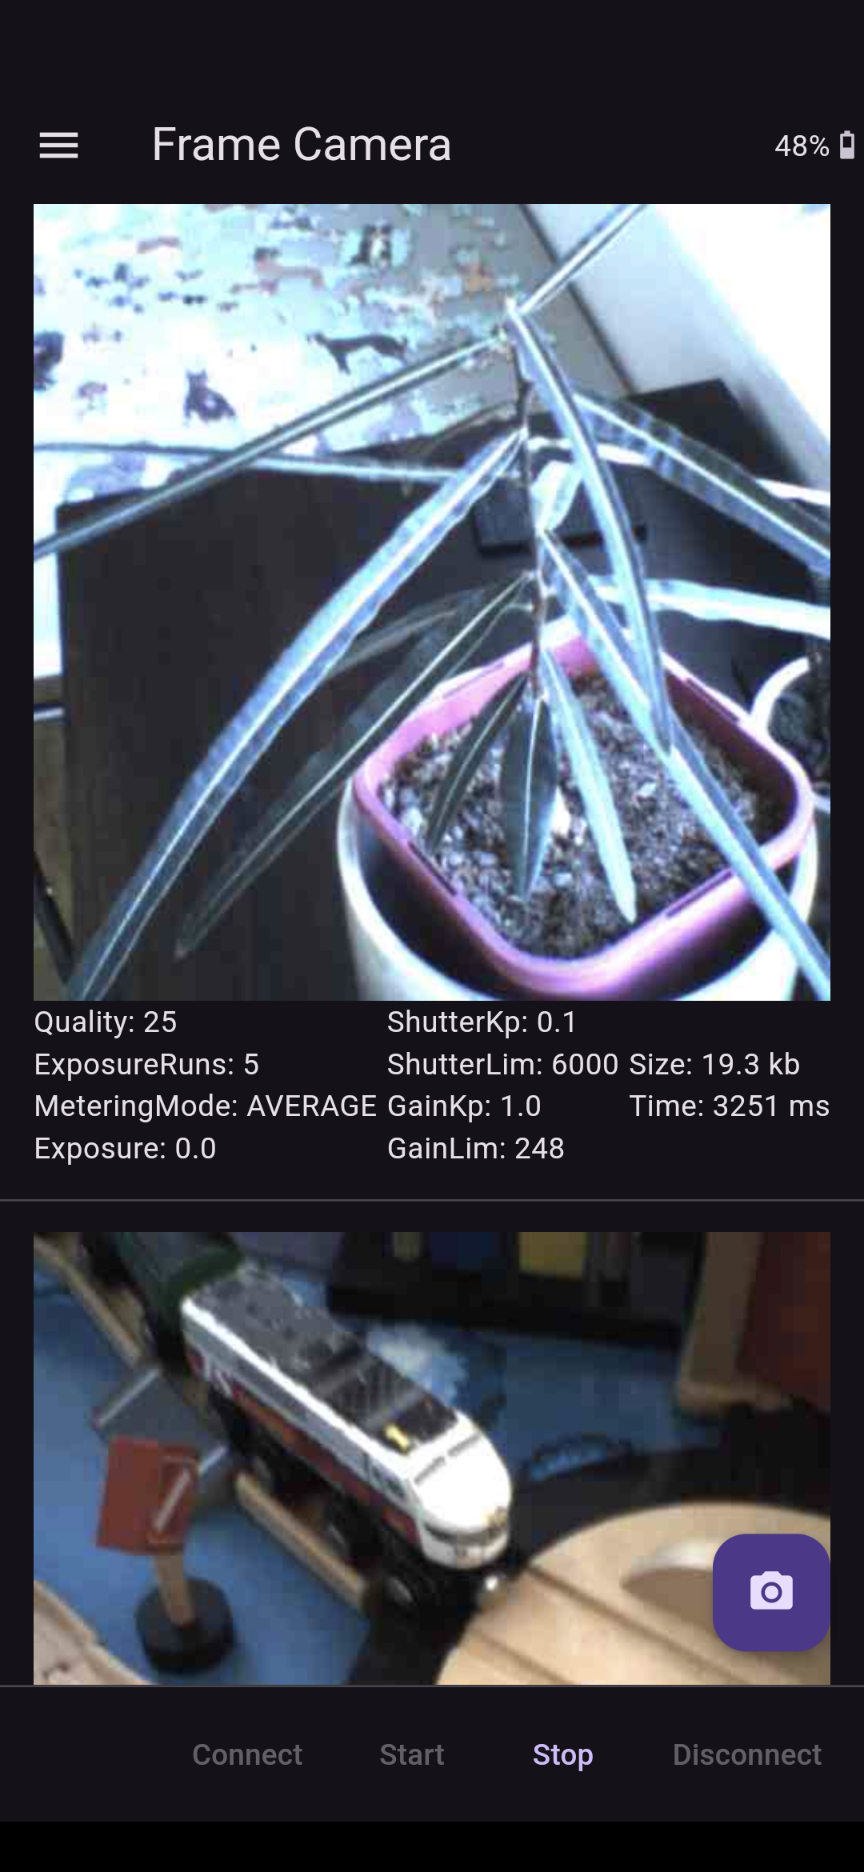 Frame Camera
48%
Quality: 25
ExposureRuns: 5
MeteringMode: AVERAGE
Exposure: 0.0
ShutterKp: 0.1
ShutterLim: 6000
GainKp: 1.0
GainLim: 248
Size: 19.3 kb
Time: 3251 ms
1
Connect
Start
Stop
Disconnect